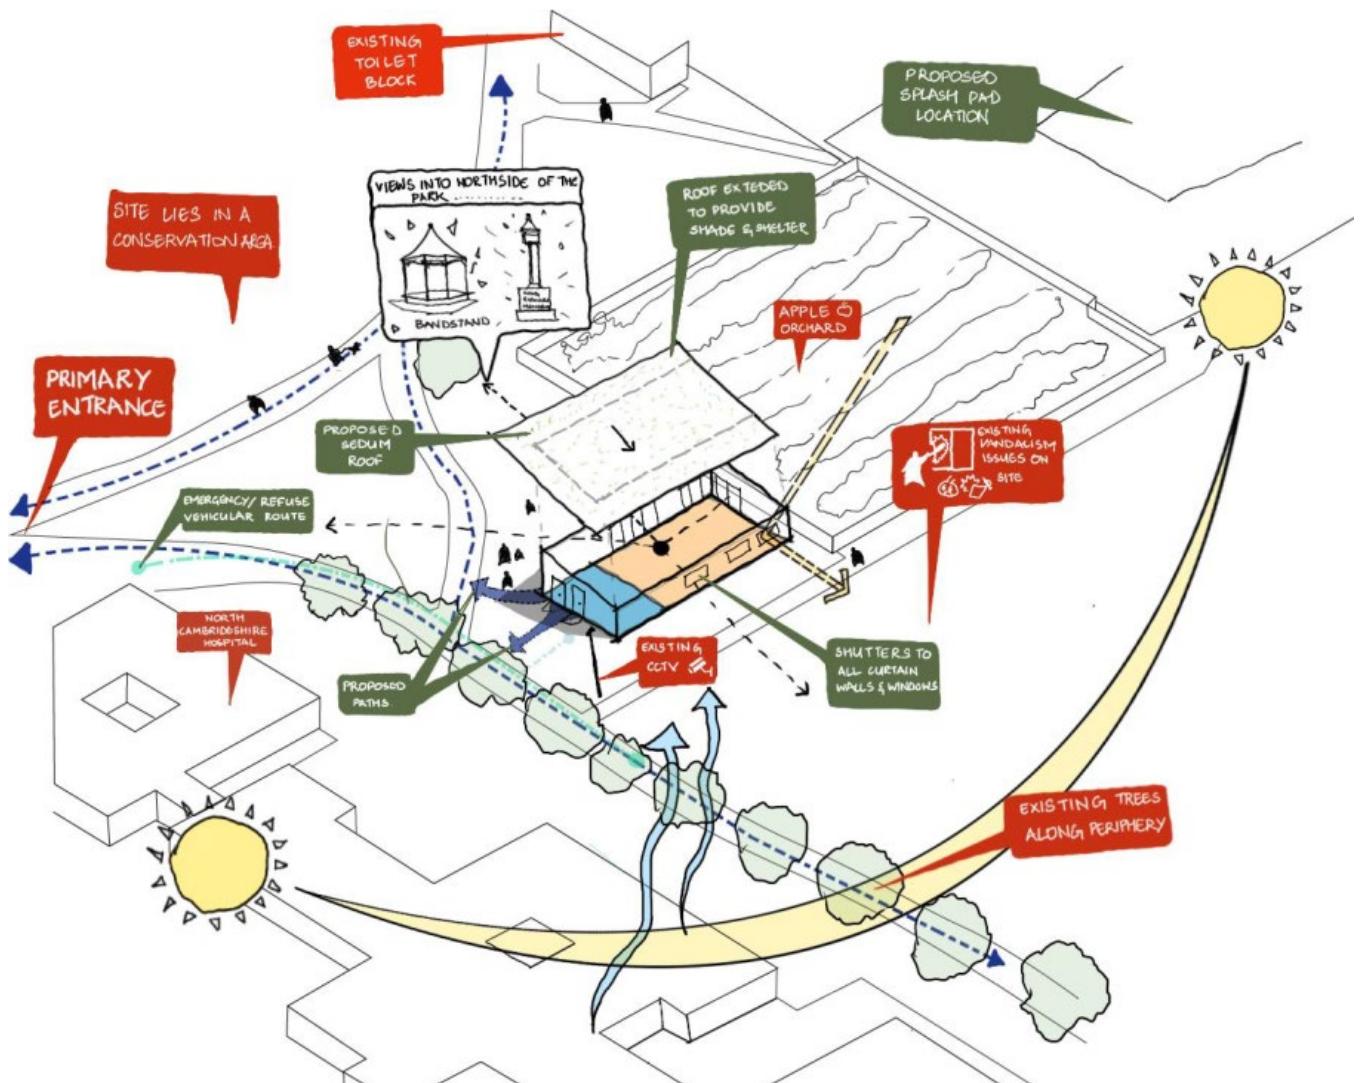 EXISTING
TOILET
BLOCK
PROPOSED
SPLASH PAD
LOCATION
VIEWS INTO NORTHSIDE OF THE
PARK ............
BANDSTAND
ROOF EXTEDED
TO PROVIDE
SHADE & SHELTER
SITE LIES IN A
CONSERVATION AREA
APPLE
ORCHARD
PRIMARY
ENTRANCE
PROPOSED
SEDUM
ROOF
EXISTING
VANDALISM
ISSUES ON
SITE
EMERGENCY/ REFUSE
VEHICULAR ROUTE
NORTH
CAMBRIDGSHIRE
HOSPITAL
EXISTING
CCTV
SHUTTERS TO
ALL CURTAIN
WALLS & WINDOWS
PROPOSED
PATHS
EXISTING TREES
ALONG PERIPHERY